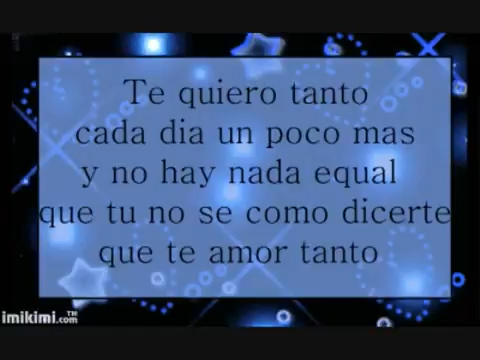 Te quiero tanto
cada dia un poco mas
y no hay nada equal
que tu no se como dicerte
que te amor tanto
imikimi.com™